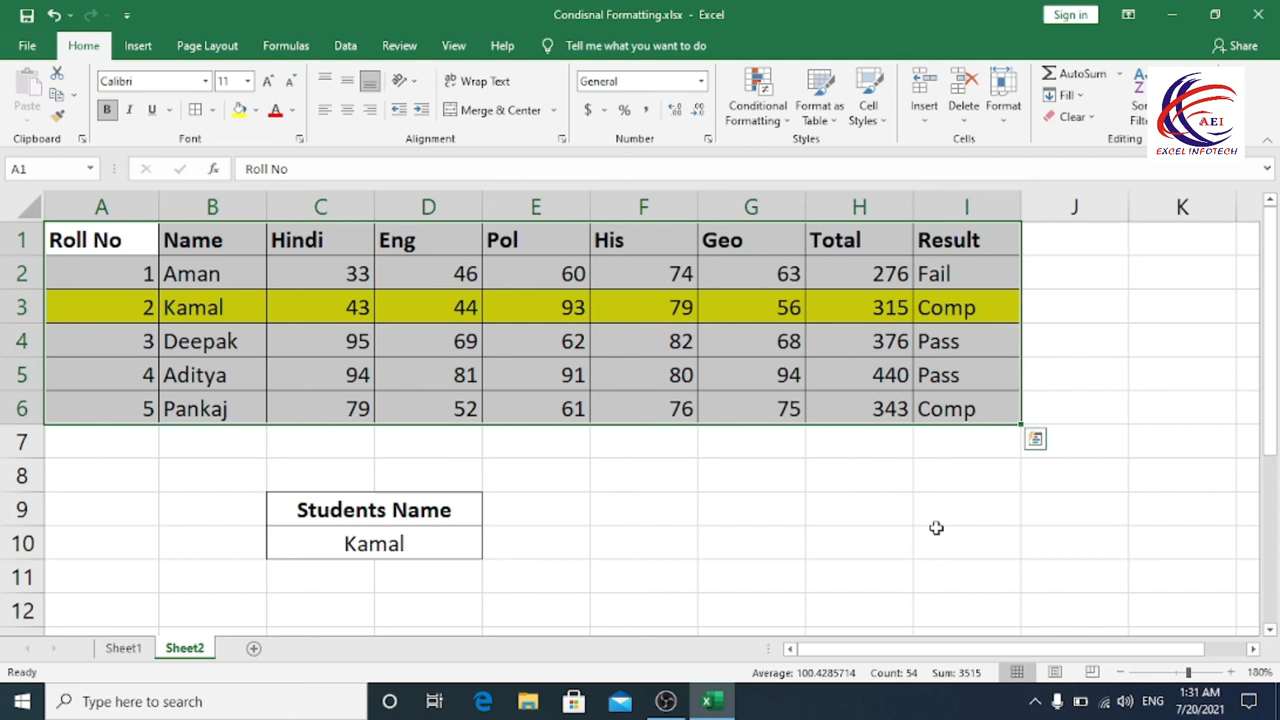 Condisnal Formatting.xlsx - Excel
Sign in
File Home Insert Page Layout Formulas Data Review View Help Tell me what you want to do Share
Paste
Calibri 11
B I U
Wrap Text
Merge & Center
General
$ % ,
Conditional Formatting
Format as Table
Cell Styles
Insert Delete Format
AutoSum
Fill
Clear
AEI
EXCEL INFOTECH
Clipboard Font Alignment Number Styles Cells Editing
A1 fx Roll No
A B C D E F G H I J K
1 Roll No Name Hindi Eng Pol His Geo Total Result
2 1 Aman 33 46 60 74 63 276 Fail
3 2 Kamal 43 44 93 79 56 315 Comp
4 3 Deepak 95 69 62 82 68 376 Pass
5 4 Aditya 94 81 91 80 94 440 Pass
6 5 Pankaj 79 52 61 76 75 343 Comp
7
8
9 Students Name
10 Kamal
11
12
Sheet1 Sheet2
Ready Average: 100.4285714 Count: 54 Sum: 3515 180%
Type here to search
ENG
1:31 AM
7/20/2021